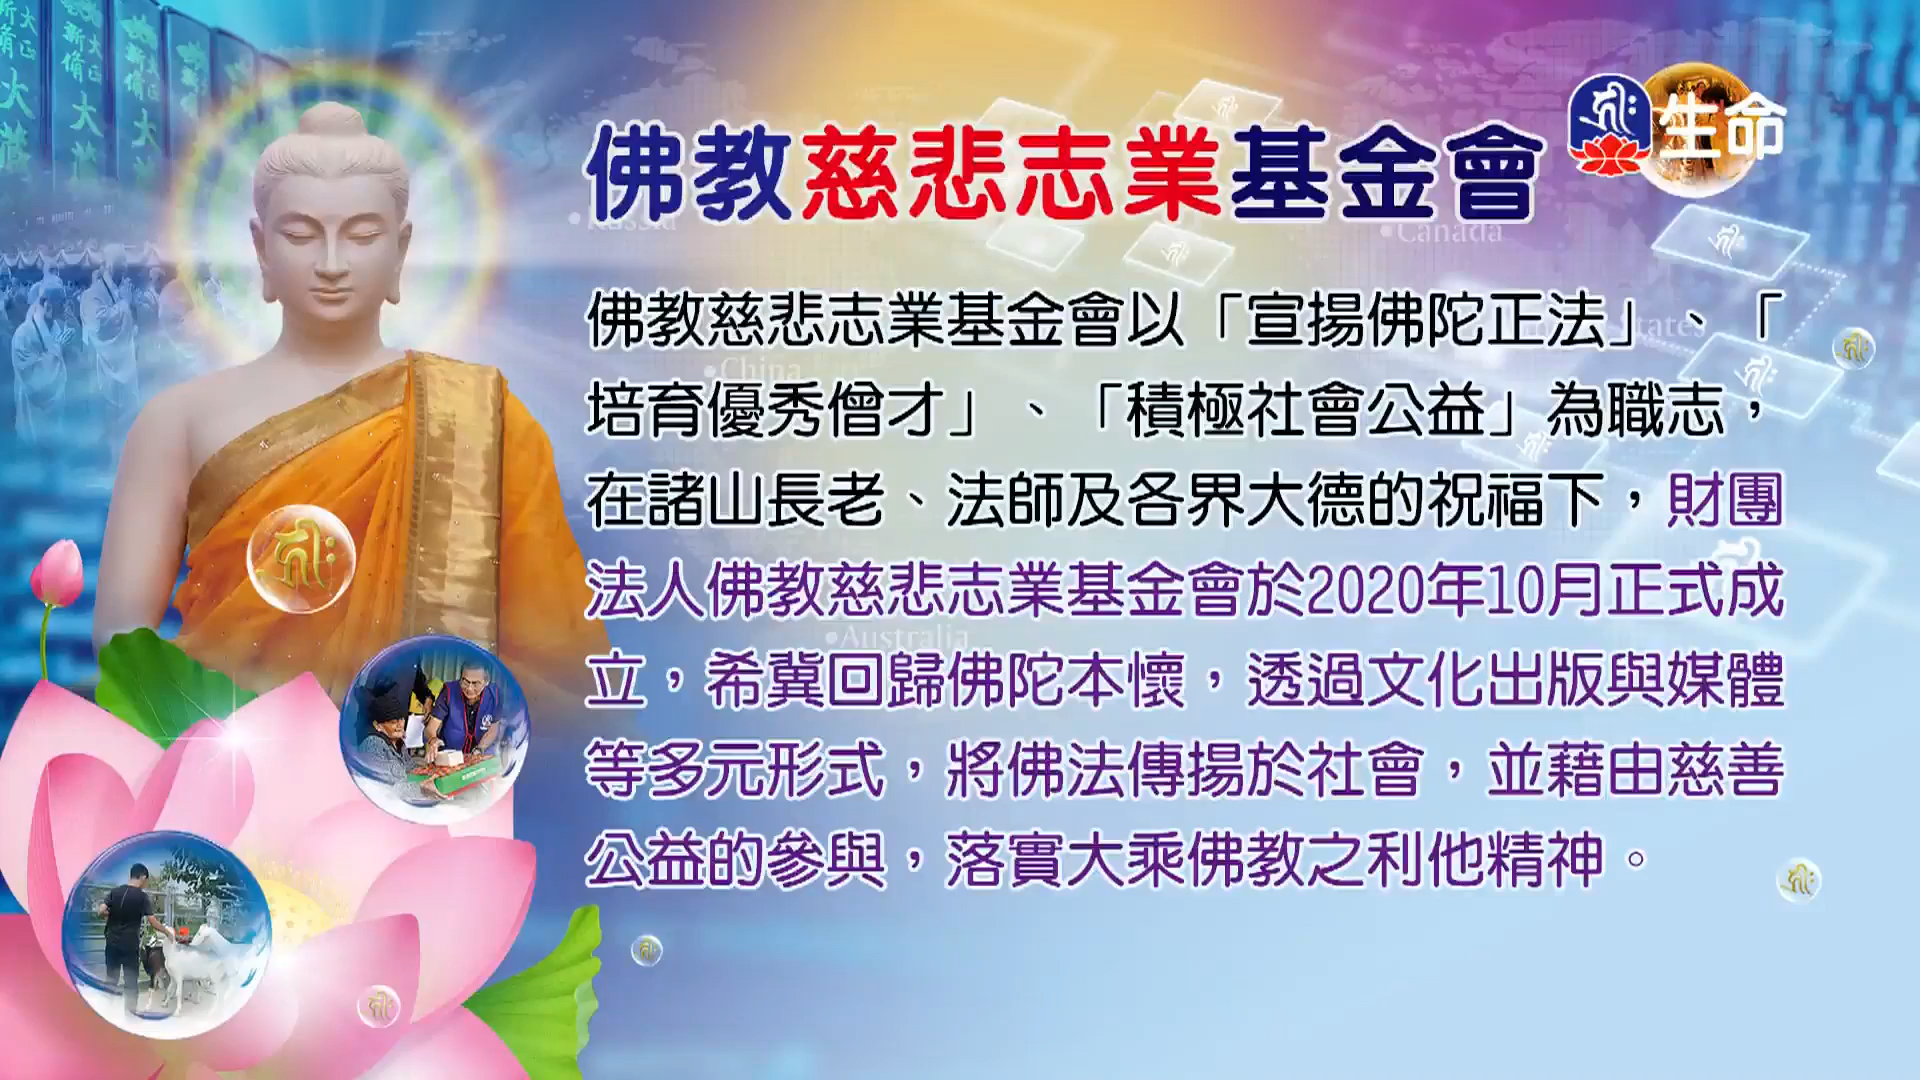 佛教慈悲志業基金會
生命
佛教慈悲志業基金會以「宣揚佛陀正法」、「
培育優秀僧才」、「積極社會公益」為職志，
在諸山長老、法師及各界大德的祝福下，財團
法人佛教慈悲志業基金會於2020年10月正式成
立，希冀回歸佛陀本懷，透過文化出版與媒體
等多元形式，將佛法傳揚於社會，並藉由慈善
公益的參與，落實大乘佛教之利他精神。
Russia
Canada
China
States
Australia